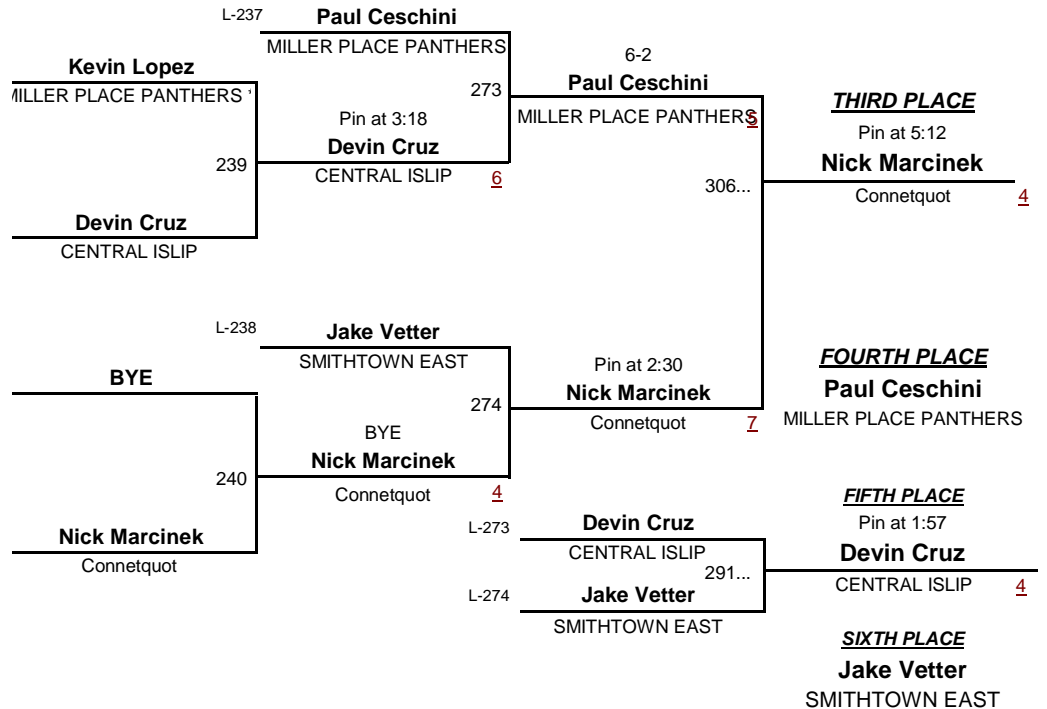 L-237
Paul Ceschini
MILLER PLACE PANTHERS
Kevin Lopez
MILLER PLACE PANTHERS '
273
6-2
Paul Ceschini
MILLER PLACE PANTHERS
5
THIRD PLACE
Pin at 5:12
Nick Marcinek
Connetquot
4
Pin at 3:18
Devin Cruz
CENTRAL ISLIP
6
239
306...
Devin Cruz
CENTRAL ISLIP
L-238
Jake Vetter
SMITHTOWN EAST
BYE
274
Pin at 2:30
Nick Marcinek
Connetquot
7
FOURTH PLACE
Paul Ceschini
MILLER PLACE PANTHERS
BYE
Nick Marcinek
Connetquot
4
240
Nick Marcinek
Connetquot
L-273
Devin Cruz
CENTRAL ISLIP
291...
L-274
Jake Vetter
SMITHTOWN EAST
FIFTH PLACE
Pin at 1:57
Devin Cruz
CENTRAL ISLIP
4
SIXTH PLACE
Jake Vetter
SMITHTOWN EAST